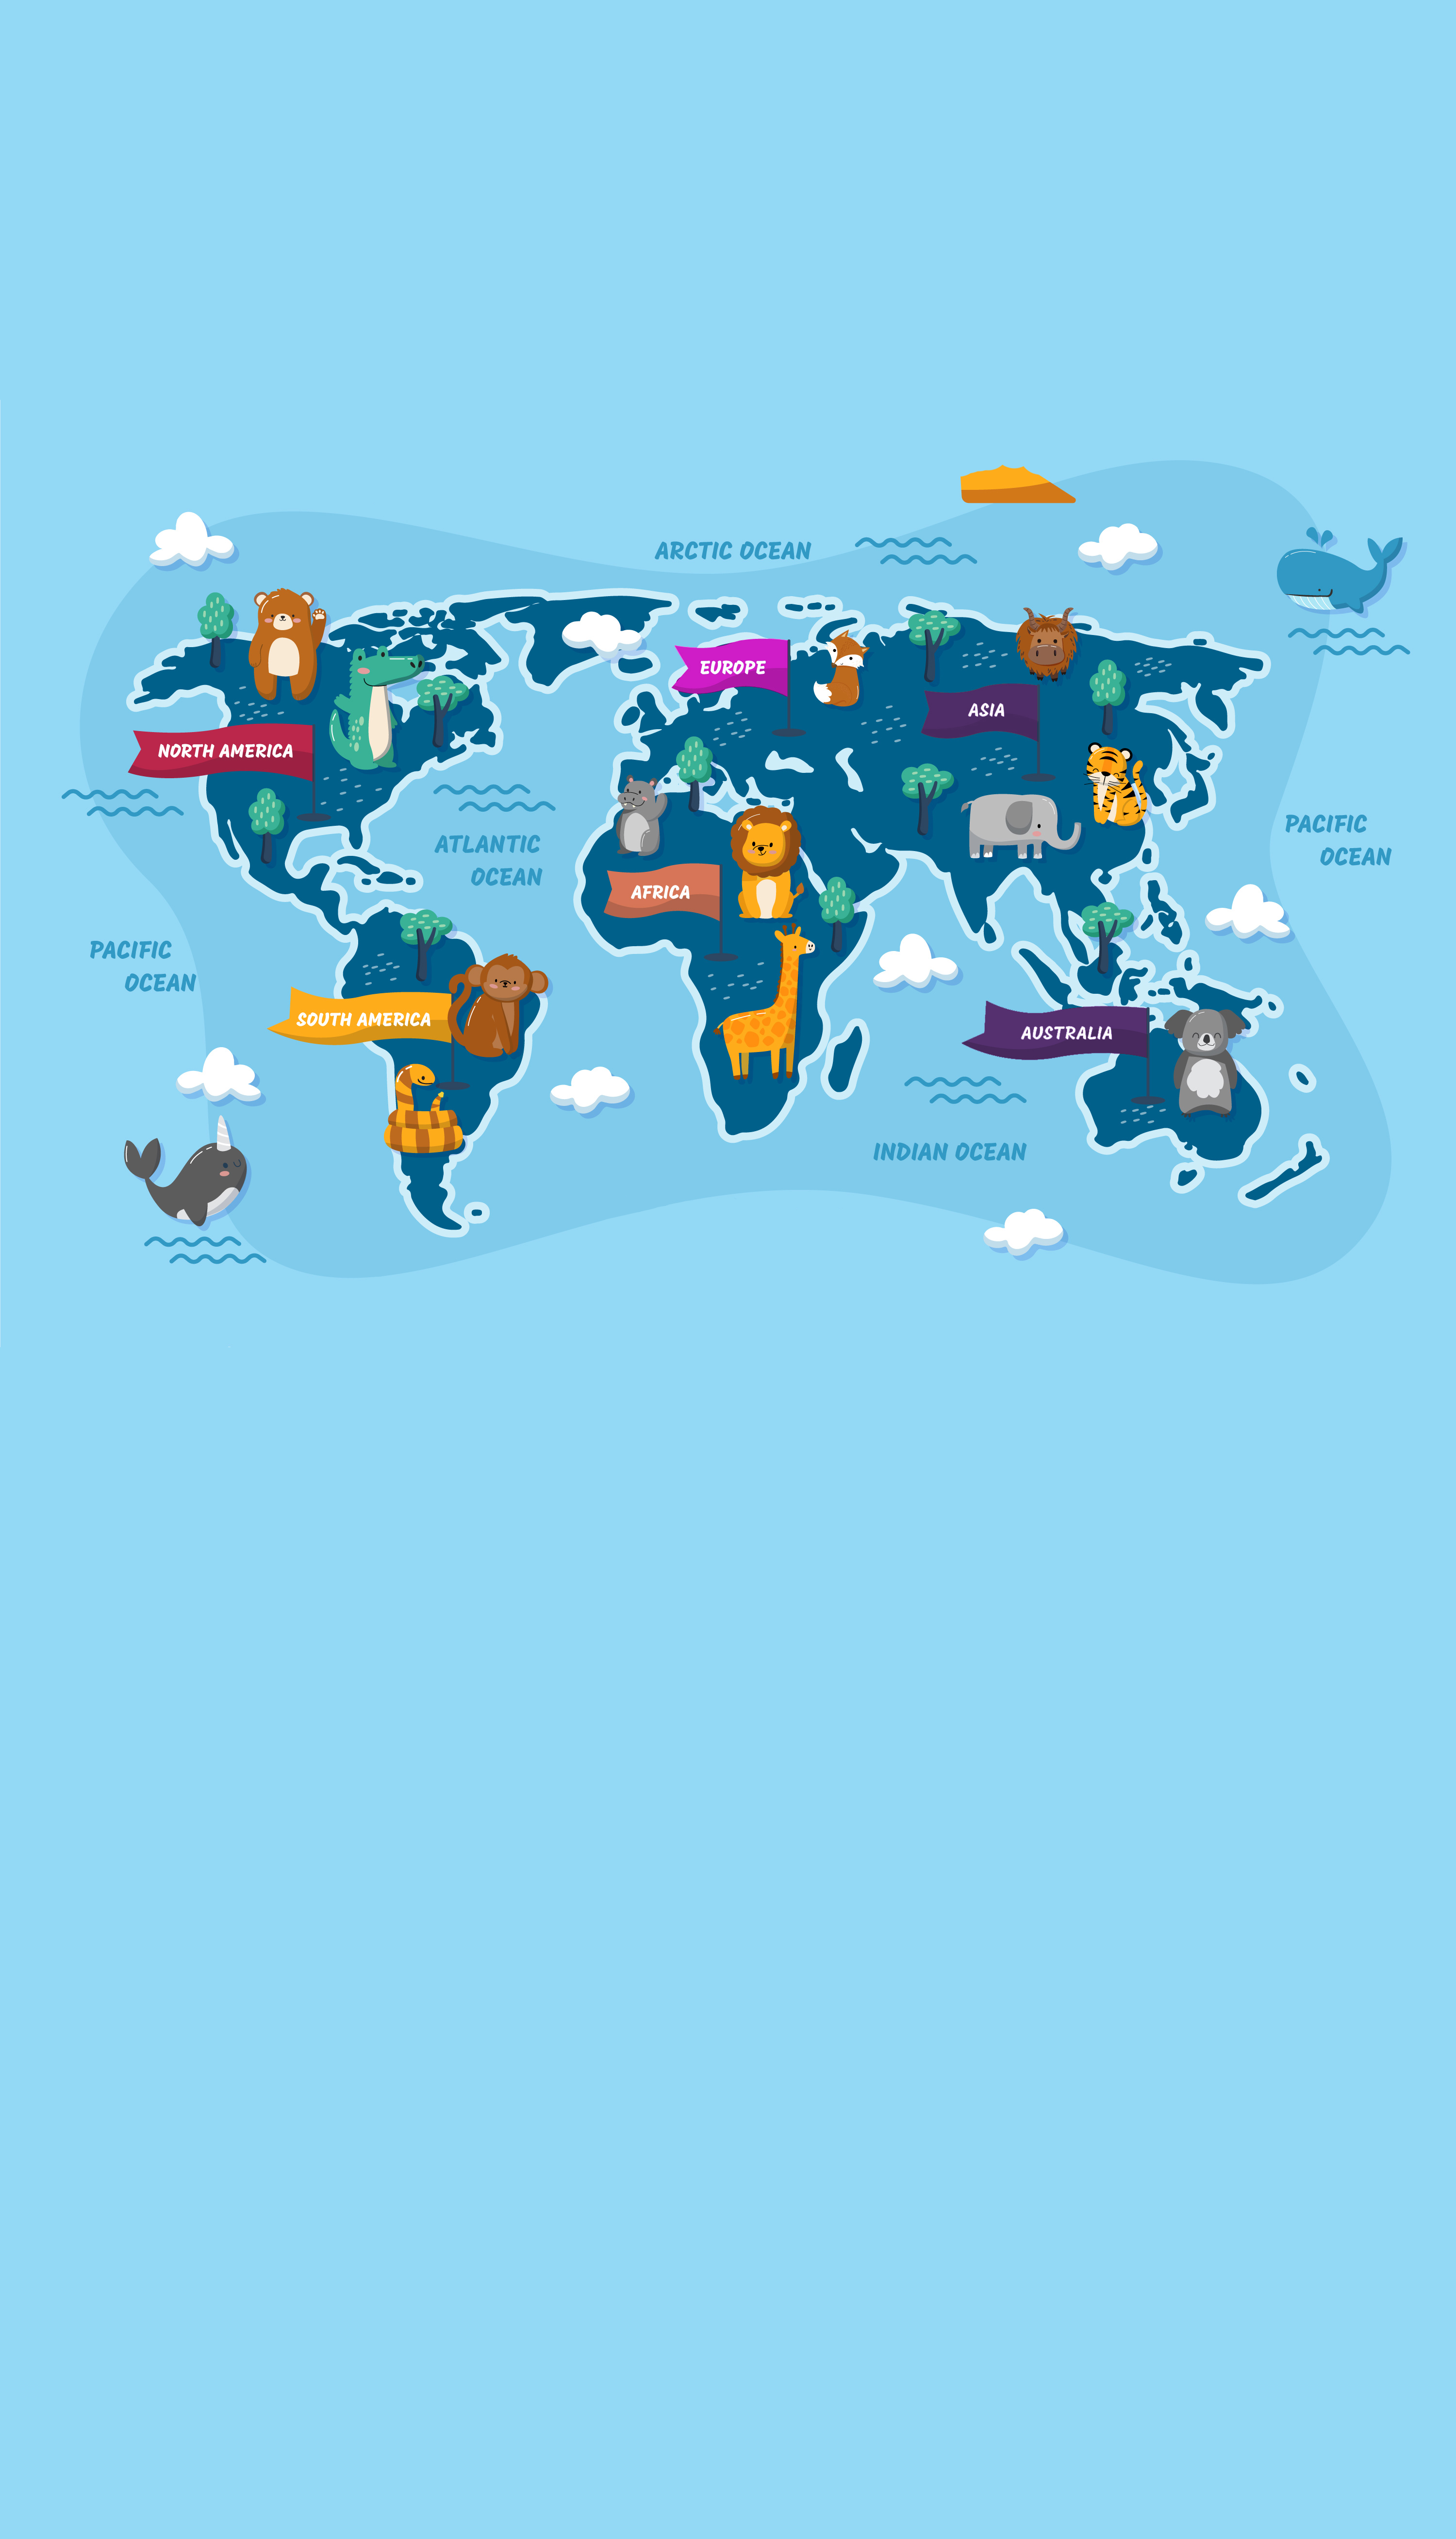 ARCTIC OCEAN
EUROPE
ASIA
NORTH AMERICA
PACIFIC
OCEAN
ATLANTIC
OCEAN
AFRICA
PACIFIC
OCEAN
SOUTH AMERICA
AUSTRALIA
INDIAN OCEAN